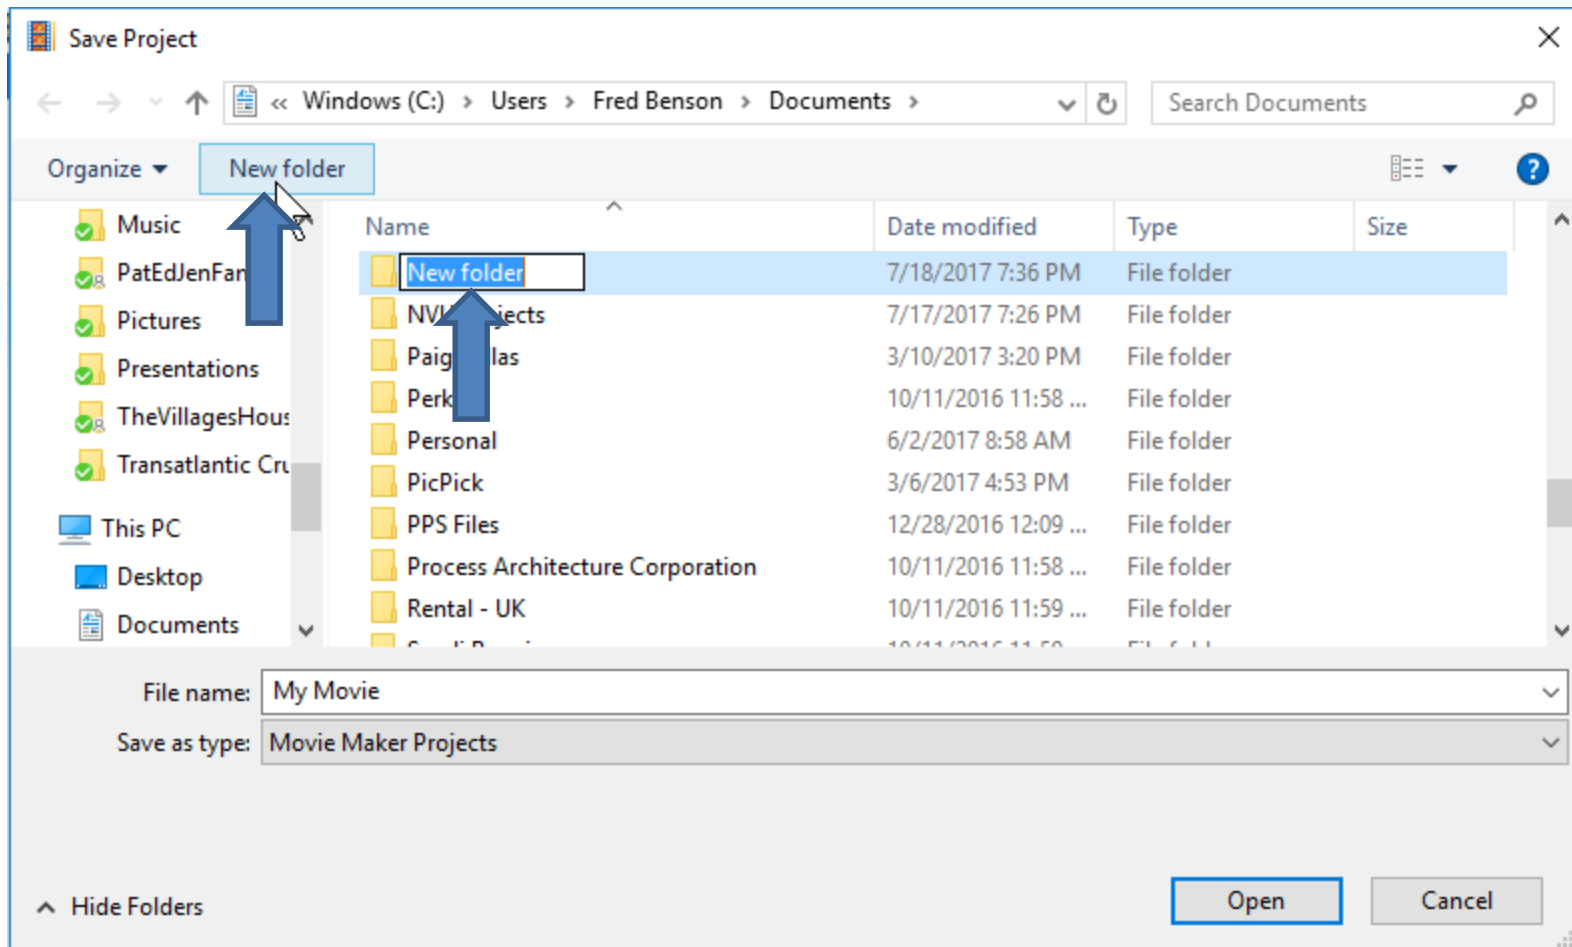 Save Project
« Windows (C:) › Users › Fred Benson › Documents ›
Search Documents
Organize
New folder
?
Music
PatEdJenFan
Pictures
Presentations
TheVillagesHous
Transatlantic Cru
This PC
Desktop
Documents
Name Date modified Type Size
New folder 7/18/2017 7:36 PM File folder
7/17/2017 7:26 PM File folder
3/10/2017 3:20 PM File folder
10/11/2016 11:58 ... File folder
Personal 6/2/2017 8:58 AM File folder
PicPick 3/6/2017 4:53 PM File folder
PPS Files 12/28/2016 12:09 ... File folder
Process Architecture Corporation 10/11/2016 11:58 ... File folder
Rental - UK 10/11/2016 11:59 ... File folder
File name: My Movie
Save as type: Movie Maker Projects
Hide Folders
Open
Cancel